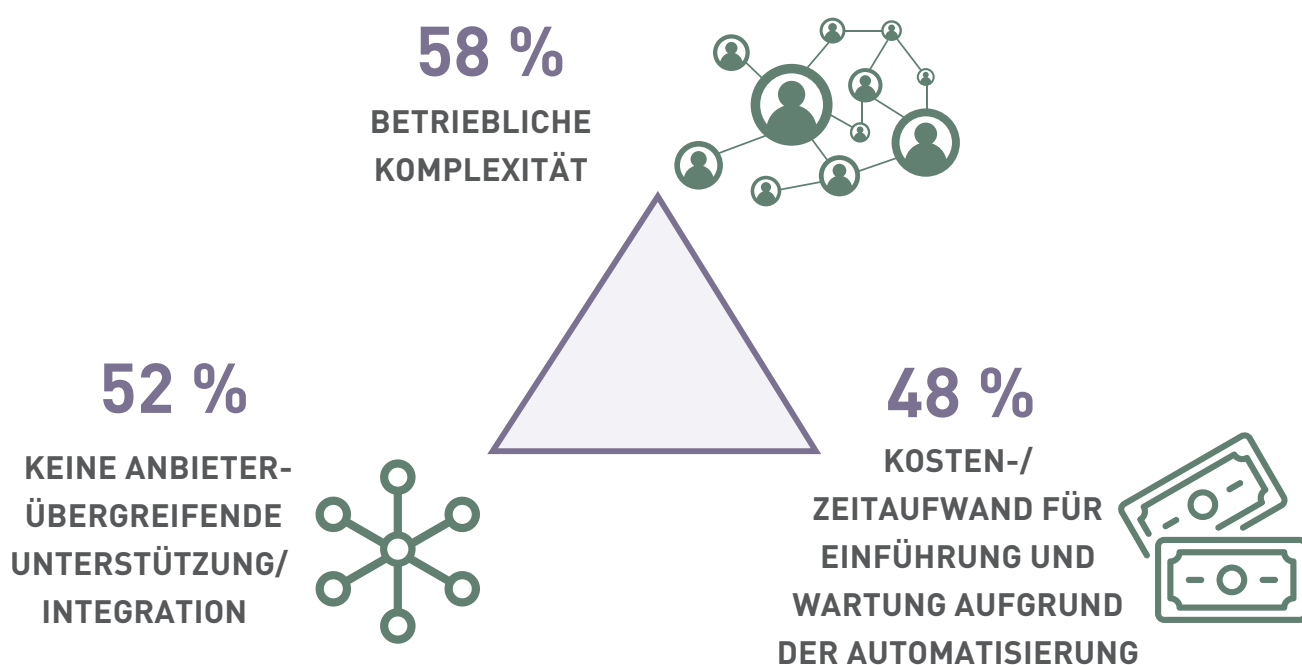 58 %
BETRIEBLICHE
KOMPLEXITÄT
52 %
KEINE ANBIETER-
ÜBERGREIFENDE
UNTERSTÜTZUNG/
INTEGRATION
48 %
KOSTEN-/
ZEITAUFWAND FÜR
EINFÜHRUNG UND
WARTUNG AUFGRUND
DER AUTOMATISIERUNG